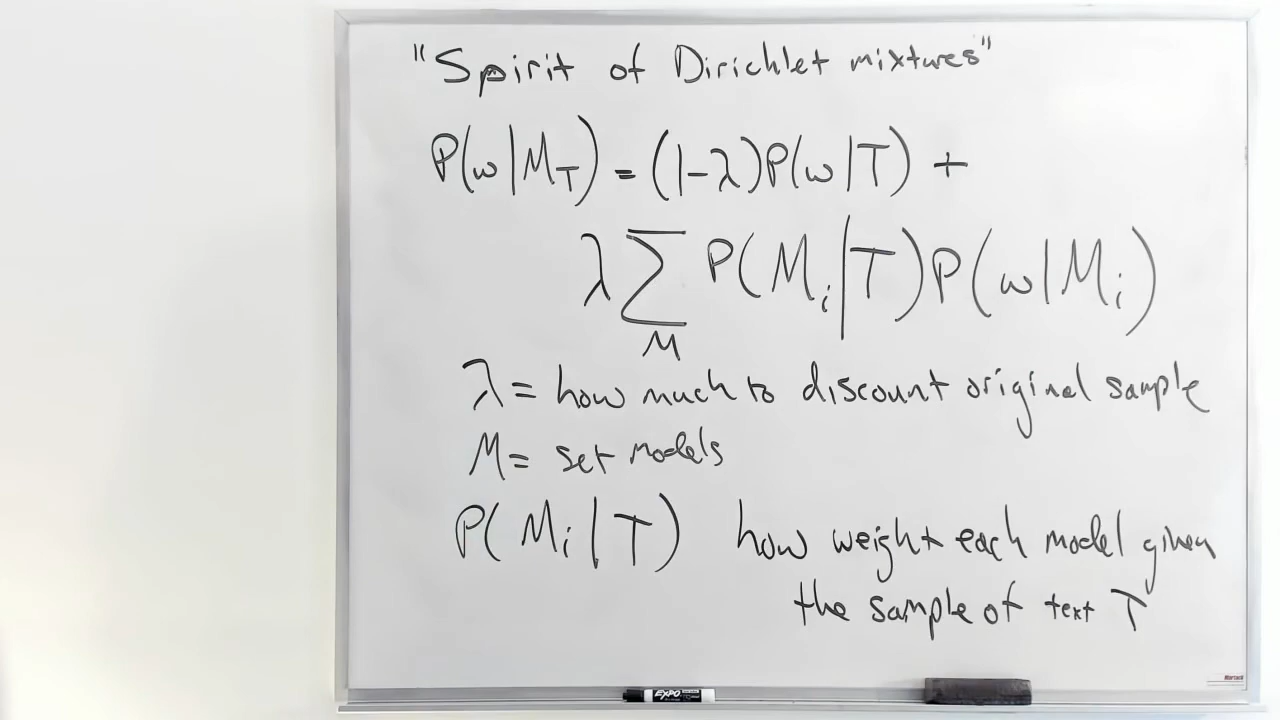 "Spirit of Dirichlet mixtures"
P(w|M_T) = (1-λ)P(w|T) +
λ ∑_M P(M_i|T)P(w|M_i)
λ = how much to discount original sample
M = set models
P(M_i|T) how weight each model given
the sample of text T
EXPO